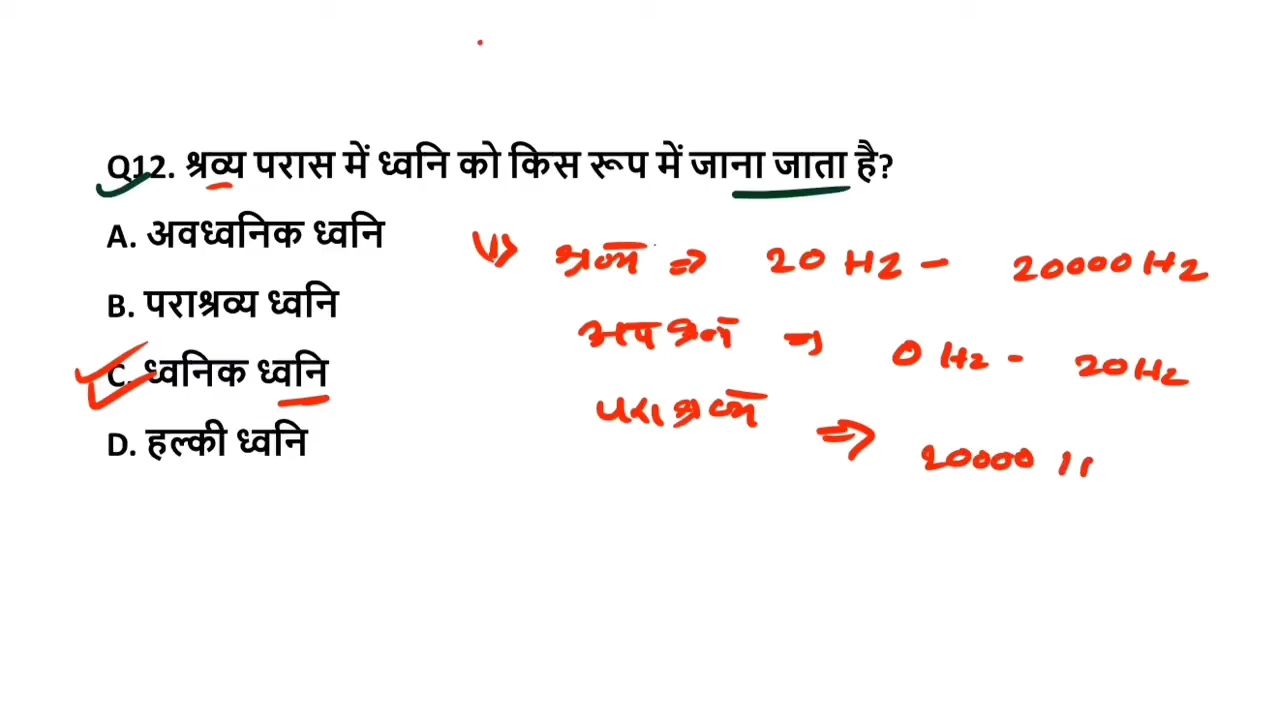 Q12. श्रव्य परास में ध्वनि को किस रूप में जाना जाता है?
A. अवध्वनिक ध्वनि
B. पराश्रव्य ध्वनि
C. ध्वनिक ध्वनि
D. हल्की ध्वनि
श्रव्य ⇒ 20 HZ - 20000 HZ
अपश्रव्य ⇒ 0 Hz - 20 Hz
पराश्रव्य ⇒ 20000